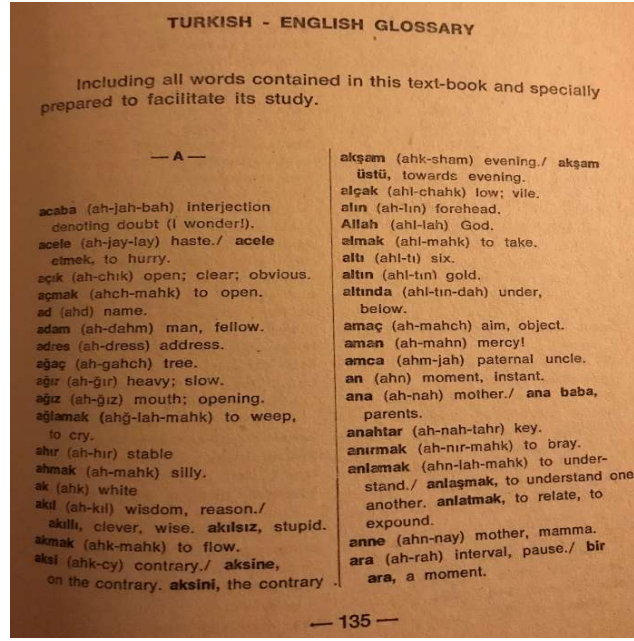 TURKISH - ENGLISH GLOSSARY
Including all words contained in this text-book and specially
prepared to facilitate its study.
— A —
acaba (ah-jah-bah) interjection
denoting doubt (I wonder!).
acele (ah-jay-lay) haste./ acele
etmek, to hurry.
açık (ah-chık) open; clear; obvious.
açmak (ahch-mahk) to open.
ad (ahd) name.
adam (ah-dahm) man, fellow.
adres (ah-dress) address.
ağaç (ah-gahch) tree.
ağır (ah-ğır) heavy; slow.
ağız (ah-ğız) mouth; opening.
ağlamak (ahğ-lah-mahk) to weep,
to cry.
ahır (ah-hır) stable
ahmak (ah-mahk) silly.
ak (ahk) white
akıl (ah-kıl) wisdom, reason./
akıllı, clever, wise. akılsız, stupid.
akmak (ahk-mahk) to flow.
aksi (ahk-cy) contrary./ aksine,
on the contrary. aksini, the contrary .
akşam (ahk-sham) evening./ akşam
üstü, towards evening.
alçak (ahl-chahk) low; vile.
alın (ah-lın) forehead.
Allah (ahl-lah) God.
almak (ahl-mahk) to take.
altı (ahl-tı) six.
altın (ahl-tın) gold.
altında (ahl-tın-dah) under,
below.
amaç (ah-mahch) aim, object.
aman (ah-mahn) mercy!
amca (ahm-jah) paternal uncle.
an (ahn) moment, instant.
ana (ah-nah) mother./ ana baba,
parents.
anahtar (ah-nah-tahr) key.
anırmak (ah-nır-mahk) to bray.
anlamak (ahn-lah-mahk) to under-
stand./ anlaşmak, to understand one
another. anlatmak, to relate, to
expound.
anne (ahn-nay) mother, mamma.
ara (ah-rah) interval, pause./ bir
ara, a moment.
— 135 —